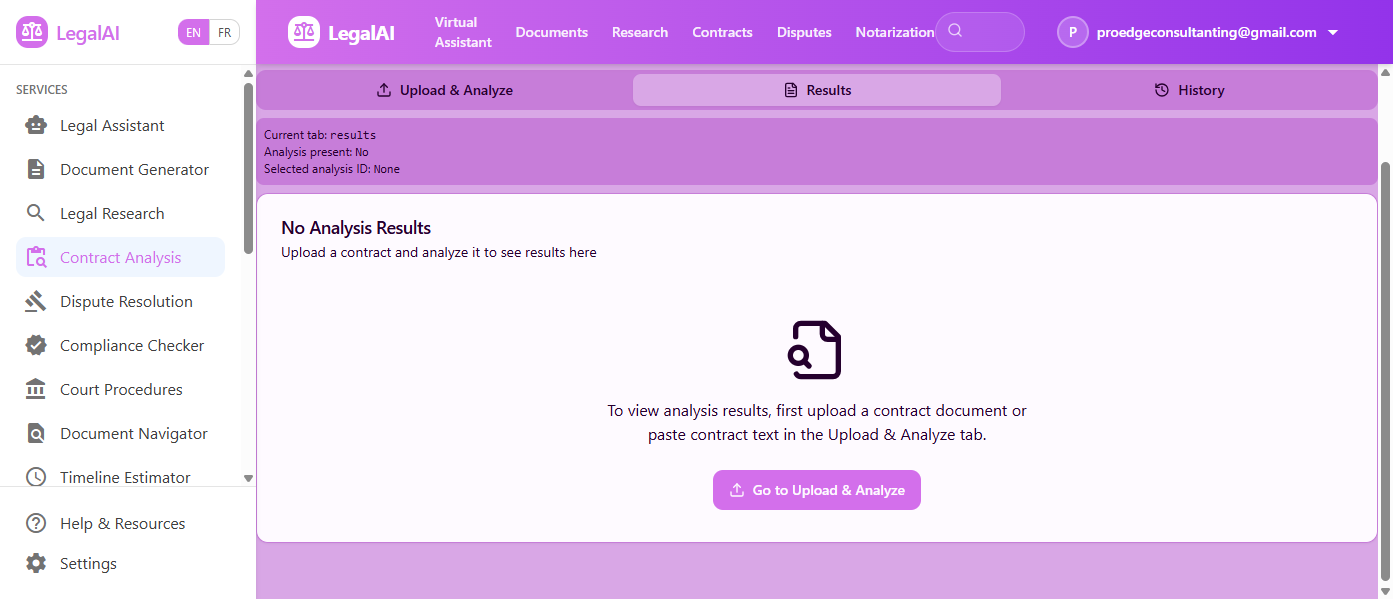 LegalAI
EN FR
SERVICES
Legal Assistant
Document Generator
Legal Research
Contract Analysis
Dispute Resolution
Compliance Checker
Court Procedures
Document Navigator
Timeline Estimator
Help & Resources
Settings
LegalAI
Virtual
Assistant
Documents
Research
Contracts
Disputes
Notarization
P
proedgeconsultanting@gmail.com
Upload & Analyze
Results
History
Current tab: results
Analysis present: No
Selected analysis ID: None
No Analysis Results
Upload a contract and analyze it to see results here
To view analysis results, first upload a contract document or
paste contract text in the Upload & Analyze tab.
Go to Upload & Analyze